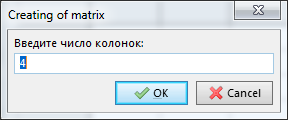 Creating of matrix
Введите число колонок:
4
OK
Cancel